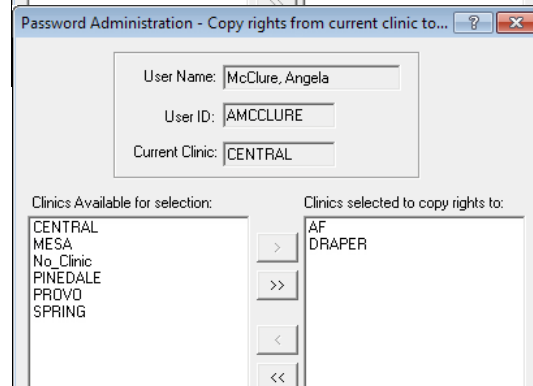 Password Administration - Copy rights from current clinic to...
User Name: McClure, Angela
User ID: AMCCLURE
Current Clinic: CENTRAL
Clinics Available for selection:
CENTRAL
MESA
No_Clinic
PINEDALE
PROVO
SPRING
>
>>
<
<<
Clinics selected to copy rights to:
AF
DRAPER